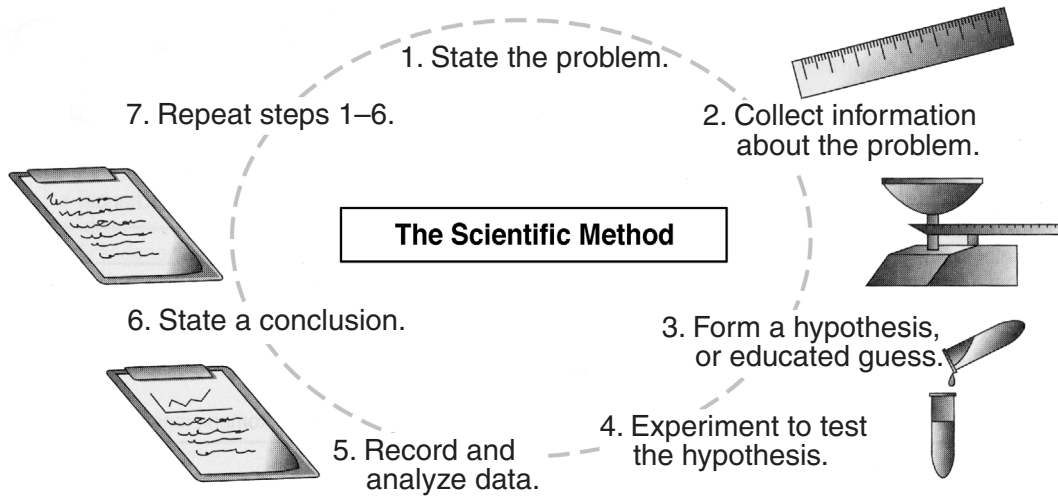 1. State the problem.
2. Collect information
about the problem.
3. Form a hypothesis,
or educated guess.
4. Experiment to test
the hypothesis.
5. Record and
analyze data.
6. State a conclusion.
7. Repeat steps 1–6.
The Scientific Method